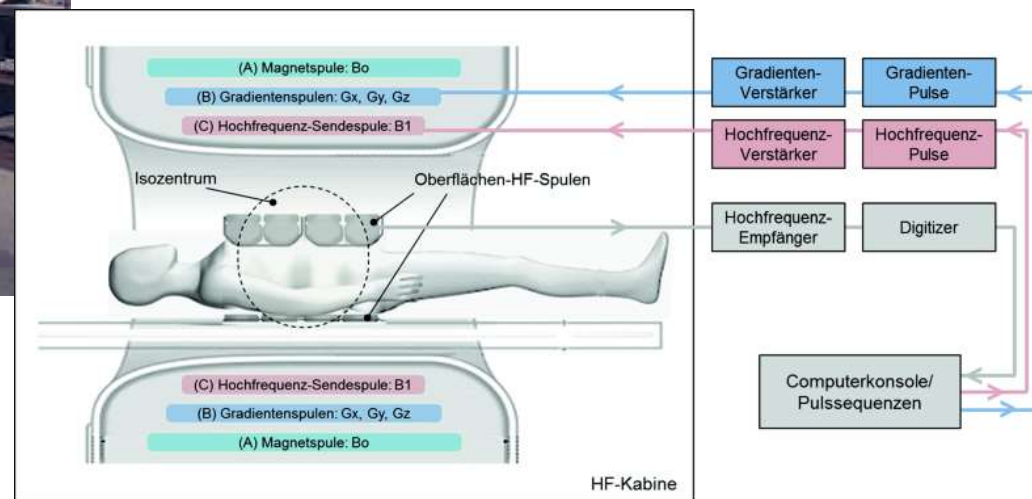 (A) Magnetspule: Bo
(B) Gradientenspulen: Gx, Gy, Gz
(C) Hochfrequenz-Sendespule: B1
Isozentrum
Oberflächen-HF-Spulen
(C) Hochfrequenz-Sendespule: B1
(B) Gradientenspulen: Gx, Gy, Gz
(A) Magnetspule: Bo
HF-Kabine
Gradienten-
Verstärker
Gradienten-
Pulse
Hochfrequenz-
Verstärker
Hochfrequenz-
Pulse
Hochfrequenz-
Empfänger
Digitizer
Computerkonsole/
Pulssequenzen